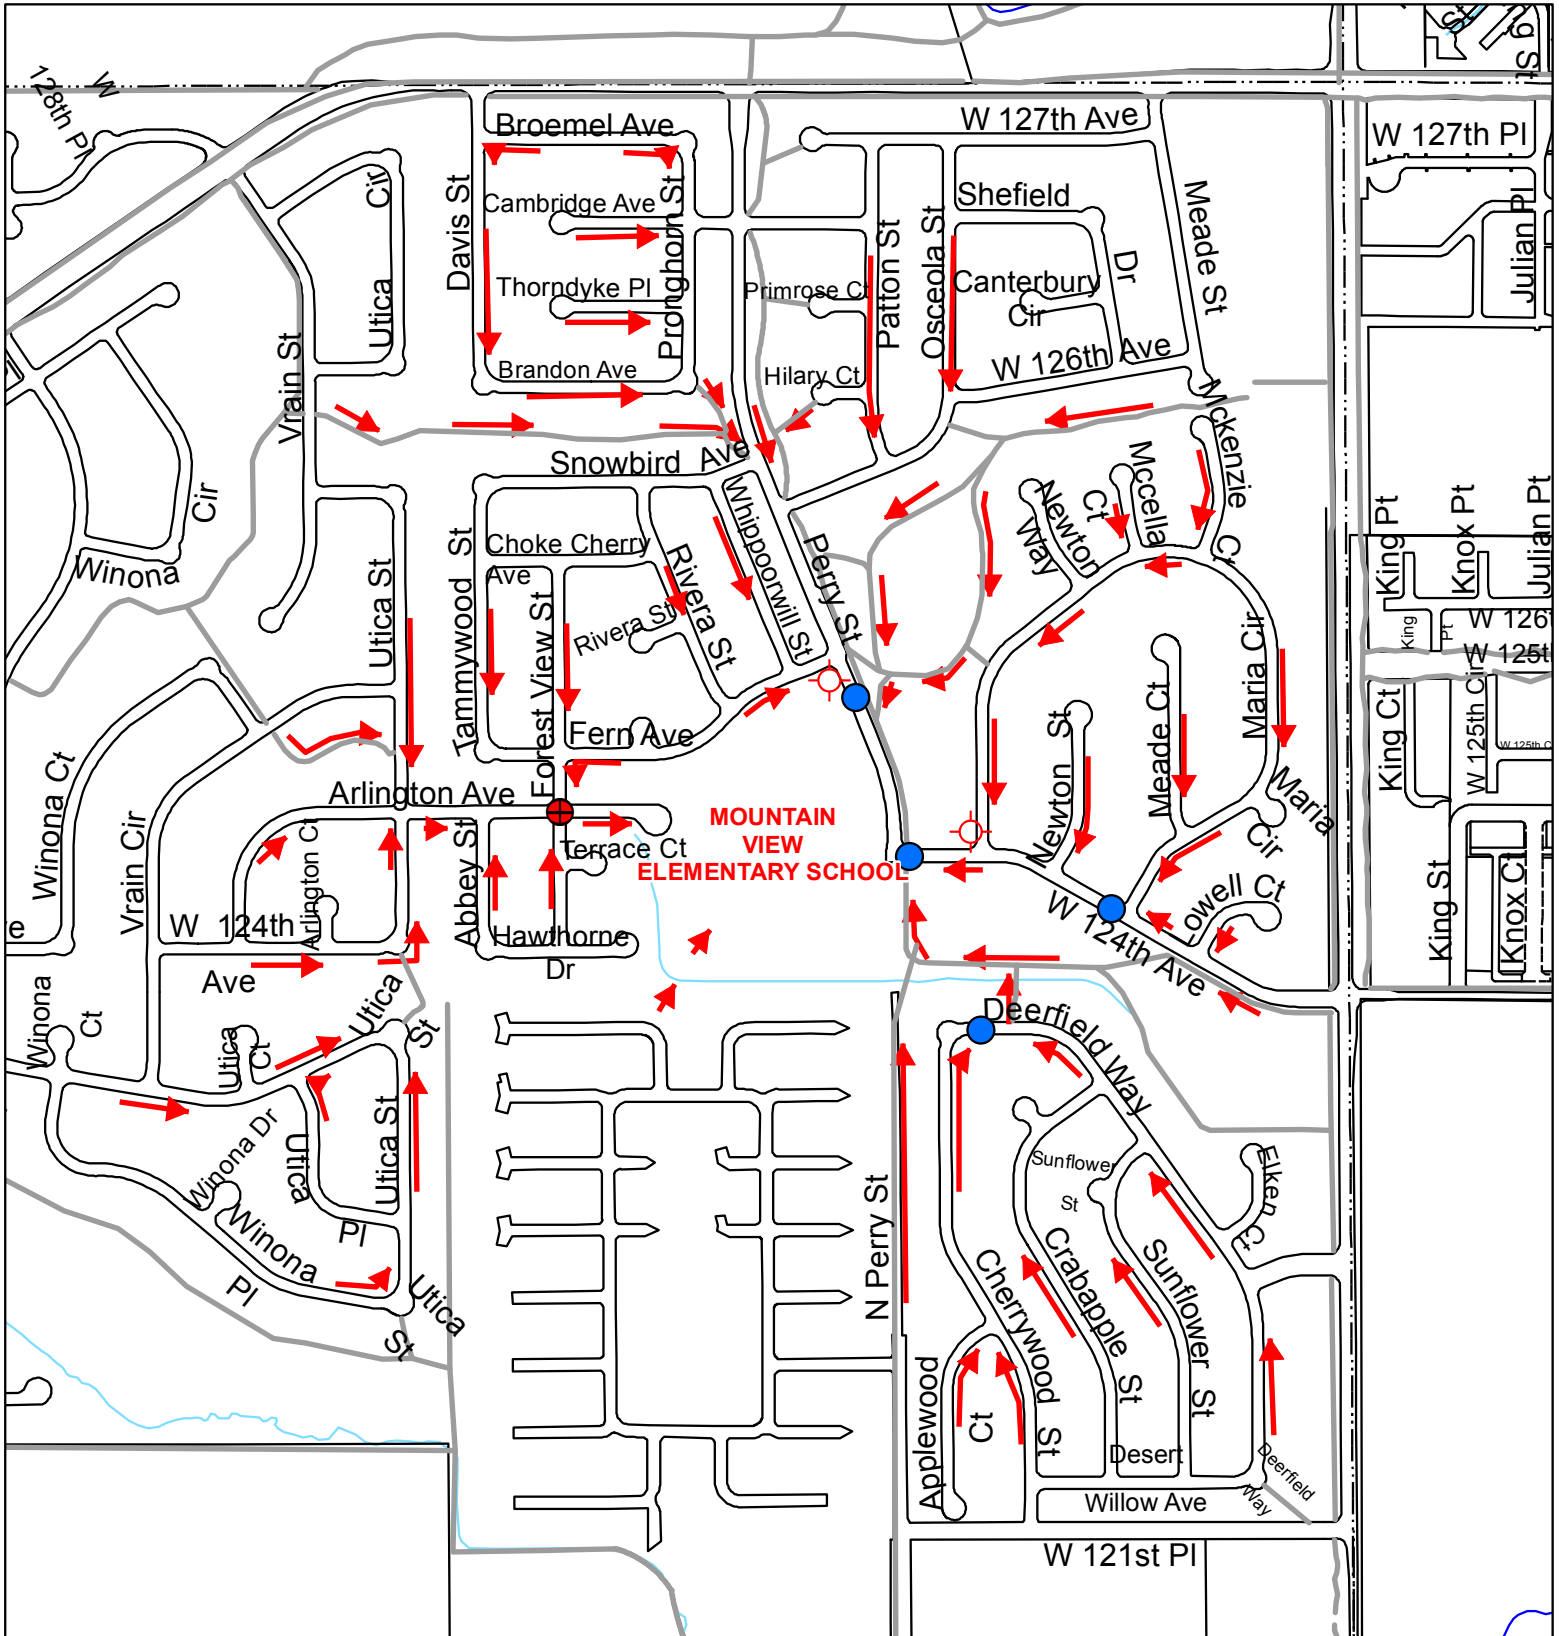 W
128th Pl
Broemel Ave
W 127th Ave
W 127th Pl
g St
St
Cir
Utica
Davis St
Cambridge Ave
Pronghorn St
Thorndyke Pl
Brandon Ave
Shefield
Dr
Meade St
Julian Pl
Patton St
Osceola St
Primrose Ct
Canterbury
Cir
Hilary Ct
W 126th Ave
Vrain St
Mckenzie
Ct
Snowbird Ave
Cir
Winona
Whippoorwill St
Perry St
Newton
Way
Mccella
Ct
King Pt
Knox Pt
Julian Pt
Choke Cherry
Ave
Tammywood St
Utica St
Rivera St
Rivera St
Forest View St
King
Pt
W 126t
W 125th
Maria Cir
Meade Ct
Newton St
Fern Ave
King Ct
W 125th Cir
W 125th C
Winona Ct
Vrain Cir
Arlington Ave
Arlington Ct
Abbey St
Terrace Ct
MOUNTAIN
VIEW
ELEMENTARY SCHOOL
Maria
Cir
King St
Knox Ct
e
W 124th
Ave
Hawthorne
Dr
W 124th Ave
owell Ct
Winona
Ct
Utica
Ct
Utica
St
Deerfield Way
Winona Dr
Utica
Pl
Utica St
Winona
Pl
Utica
St
Sunflower
St
Elken
Ct
N Perry St
Cherrywood
St
Crabapple
St
Sunflower St
Applewood
Ct
Desert
Willow Ave
Deerfield
Way
W 121st Pl